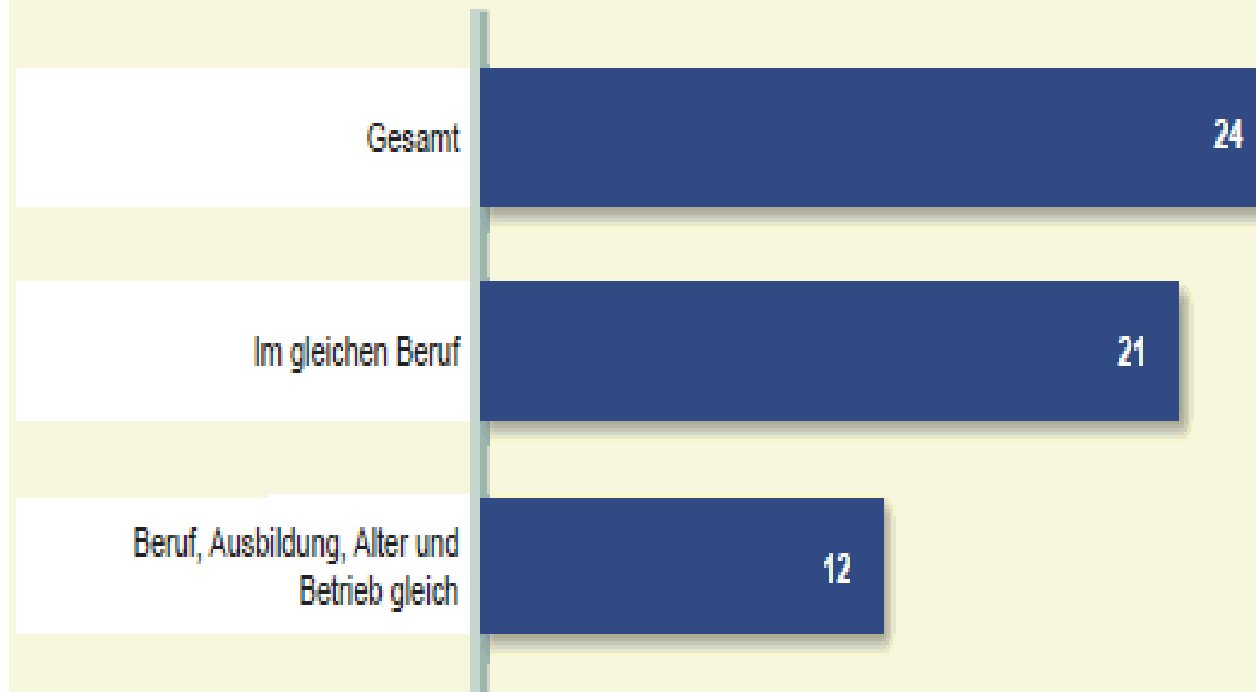 Gesamt
24
Im gleichen Beruf
21
Beruf, Ausbildung, Alter und
Betrieb gleich
12